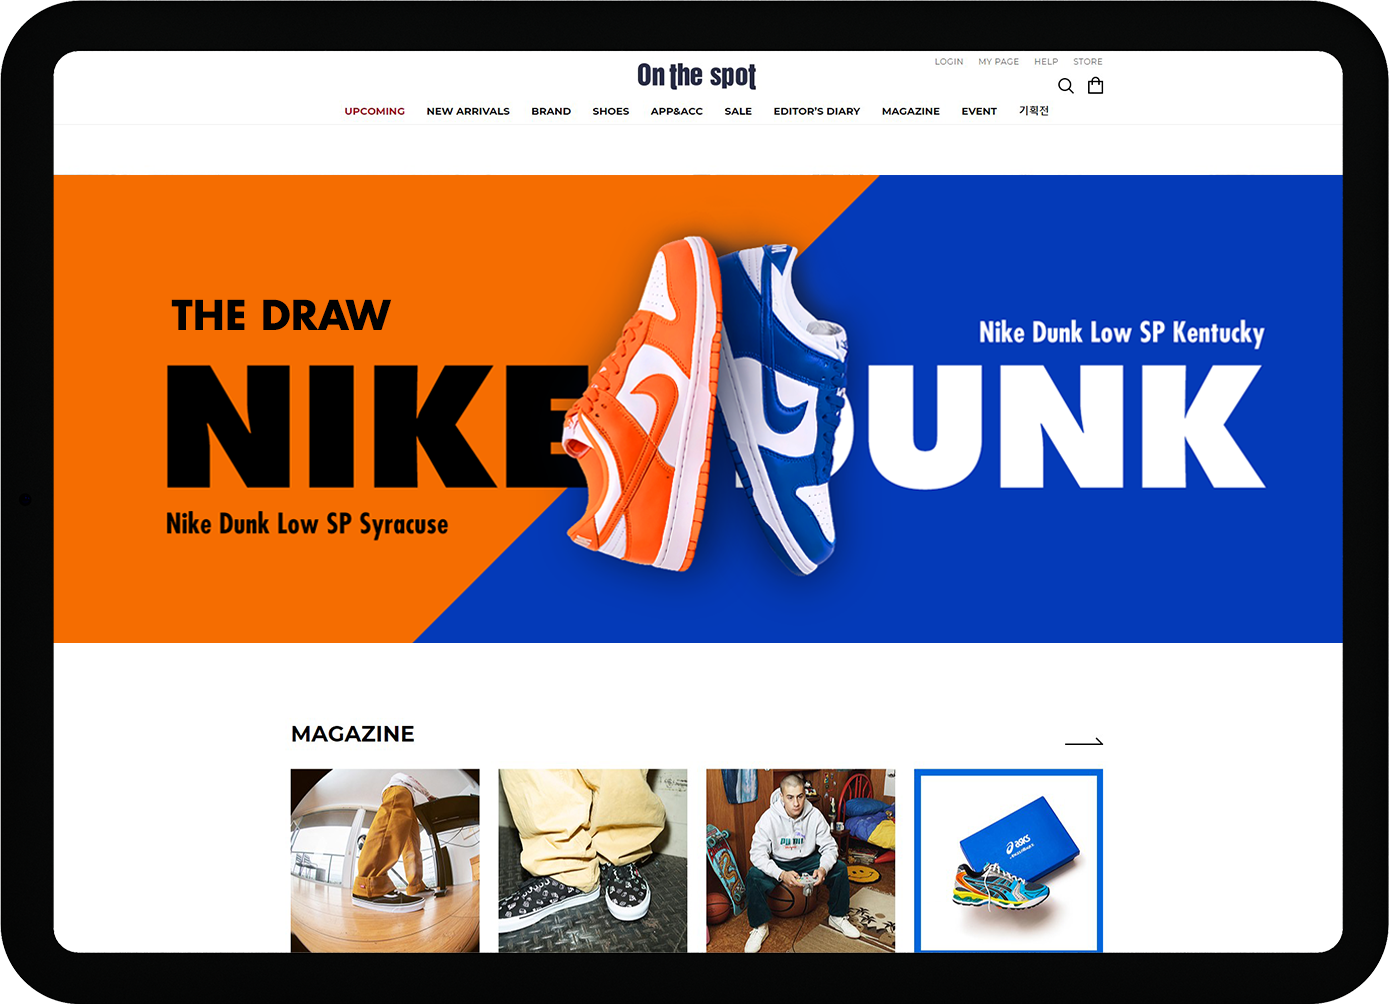 LOGIN MY PAGE HELP STORE
On the spot
UPCOMING NEW ARRIVALS BRAND SHOES APP&ACC SALE EDITOR'S DIARY MAGAZINE EVENT 기획전
THE DRAW
Nike Dunk Low SP Kentucky
NIKE DUNK
Nike Dunk Low SP Syracuse
MAGAZINE
asics